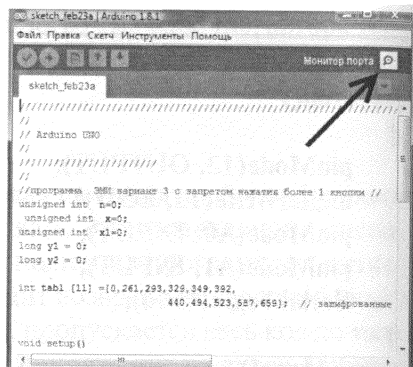 sketch_feb23a | Arduino 1.8.1
Файл Правка Скетч Инструменты Помощь
Монитор порта
sketch_feb23a
////////////////////////////////////////////////////////////
//
// Arduino UNO
//
////////////////////////
//
//программа ЭМИ вариант 3 с запретом нажатия более 1 кнопки //
unsigned int n=0;
unsigned int x=0;
unsigned int x1=0;
long y1 = 0;
long y2 = 0;
int tabl [11] ={0,261,293,329,349,392,
440,494,523,587,659}; // зашифрованные
void setup()